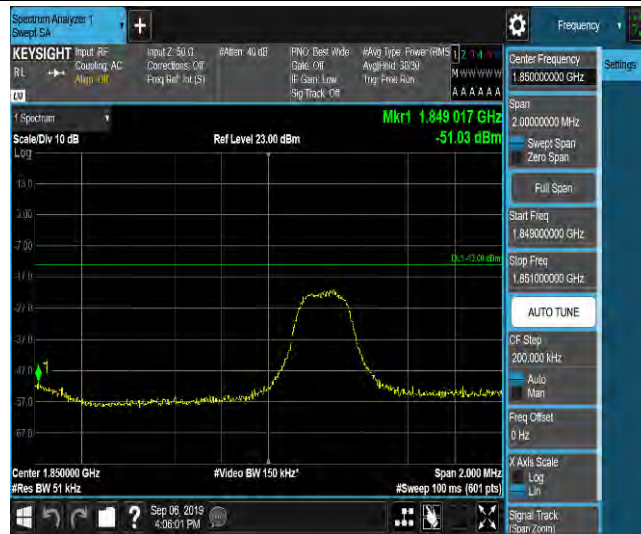 Spectrum Analyzer 1
Swept SA
Frequency
KEYSIGHT
Input: RF
Coupling: AC
Align: Off
Input Z: 50 Ω
Corrections: Off
Freq Ref: Int (S)
#Atten: 40 dB
PNO: Best Wide
Gate: Off
IF Gain: Low
Sig Track: Off
#Avg Type: Power (RMS
Avg|Hold: 30/30
Trig: Free Run
M W W W W W
A A A A A A
RL
LXI
Center Frequency
1.850000000 GHz
Settings
Span
2.00000000 MHz
Swept Span
Zero Span
Full Span
Start Freq
1.849000000 GHz
Stop Freq
1.851000000 GHz
AUTO TUNE
CF Step
200.000 kHz
Auto
Man
Freq Offset
0 Hz
X Axis Scale
Log
Lin
Signal Track
(Span Zoom)
1 Spectrum
Scale/Div 10 dB
Ref Level 23.00 dBm
Mkr1 1.849 017 GHz
-51.03 dBm
Log
13.0
3.00
-7.00
DL1 -13.00 dBm
-17.0
-27.0
-37.0
-47.0
1
-57.0
-67.0
Center 1.850000 GHz
#Video BW 150 kHz*
Span 2.000 MHz
#Res BW 51 kHz
#Sweep 100 ms (601 pts)
Sep 06, 2019
4:06:01 PM